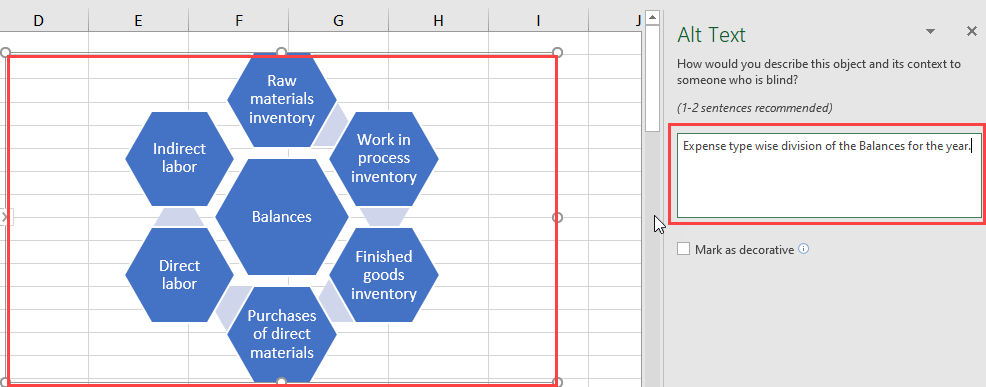 D E F G H I J
Raw
materials
inventory
Indirect
labor
Work in
process
inventory
Balances
Direct
labor
Finished
goods
inventory
Purchases
of direct
materials
Alt Text
How would you describe this object and its context to
someone who is blind?
(1-2 sentences recommended)
Expense type wise division of the Balances for the year.
Mark as decorative